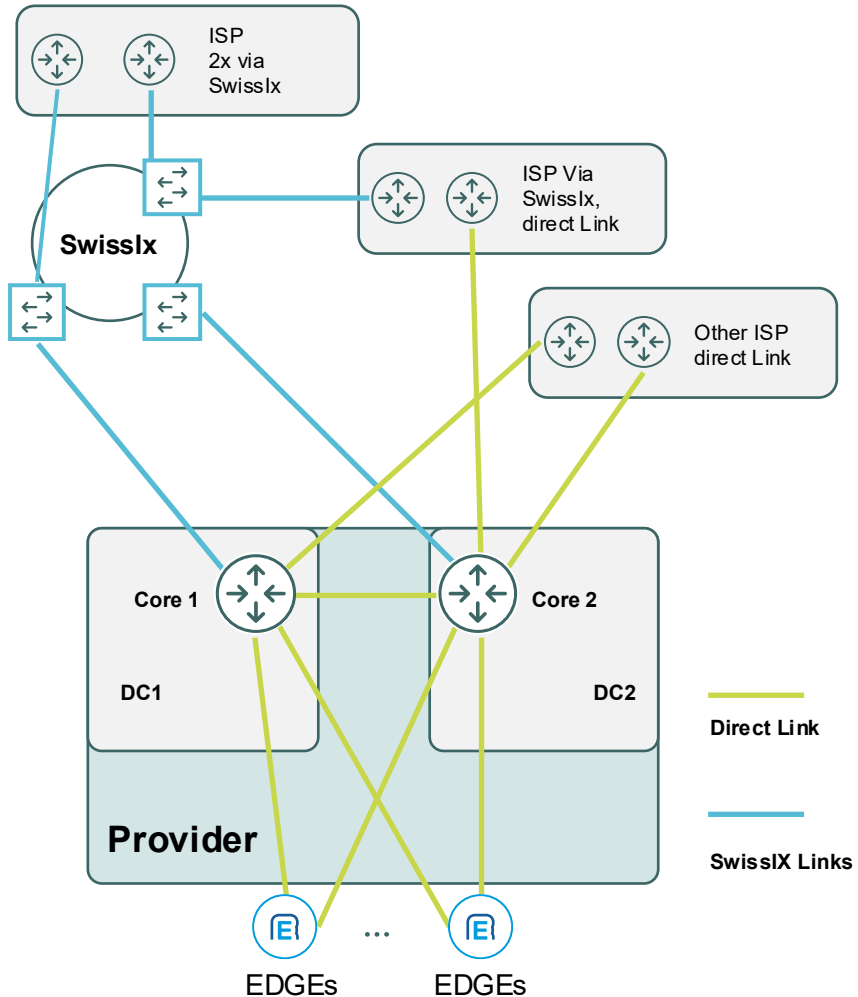 ISP
2x via
SwissIx
ISP Via
SwissIx,
direct Link
SwissIx
Other ISP
direct Link
Core 1
Core 2
DC1
DC2
Direct Link
Provider
SwissIX Links
E
...
E
EDGEs
EDGEs